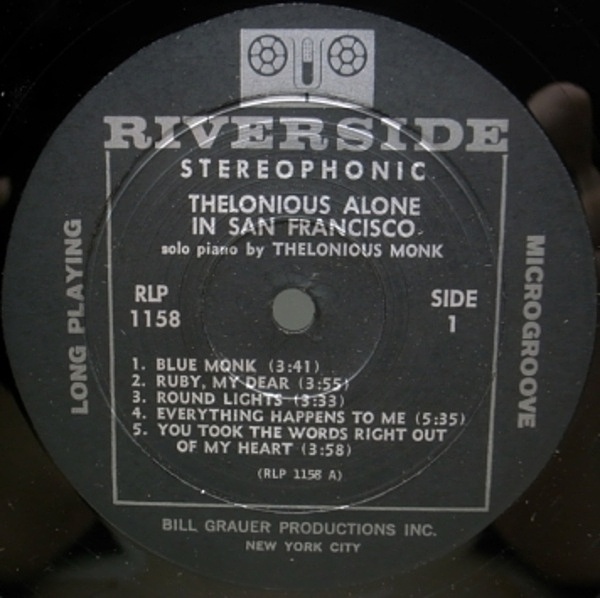 RIVERSIDE
STEREOPHONIC
THELONIOUS ALONE
IN SAN FRANCISCO
solo piano by THELONIOUS MONK
LONG PLAYING
MICROGROOVE
RLP
1158
SIDE
1
1. BLUE MONK (3:41)
2. RUBY, MY DEAR (3:55)
3. ROUND LIGHTS (3:33)
4. EVERYTHING HAPPENS TO ME (5:35)
5. YOU TOOK THE WORDS RIGHT OUT
OF MY HEART (3:58)
(RLP 1158 A)
BILL GRAUER PRODUCTIONS INC.
NEW YORK CITY